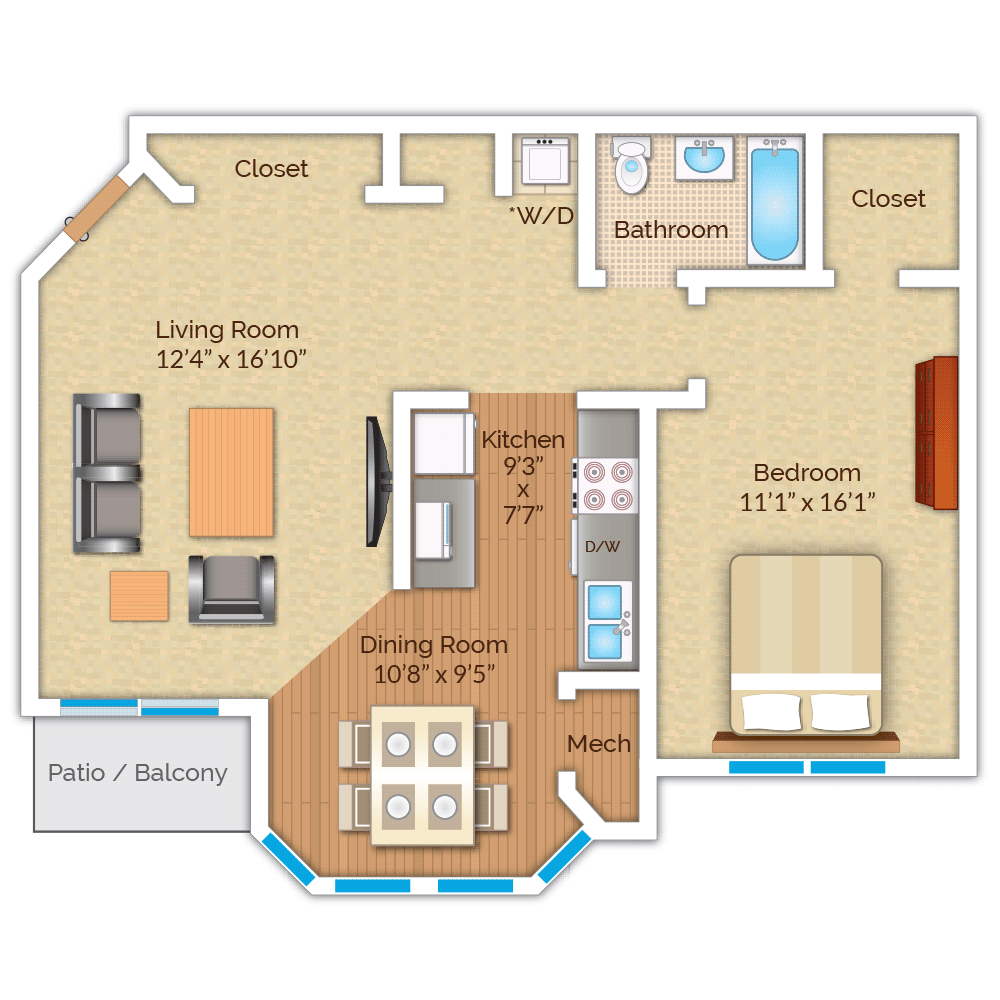 Closet
*W/D
Bathroom
Closet
Living Room
12’4” x 16’10”
Kitchen
9’3”
x
7’7”
D/W
Bedroom
11’1” x 16’1”
Dining Room
10’8” x 9’5”
Mech
Patio / Balcony